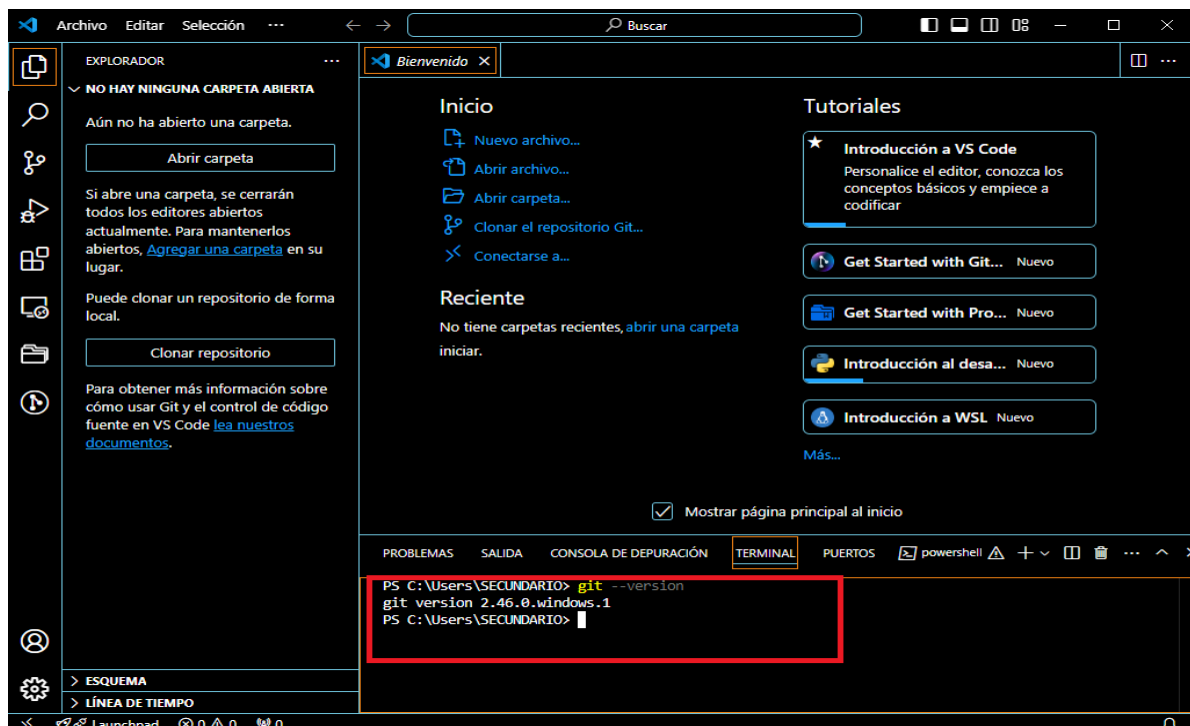 Archivo Editar Selección ··· Buscar
EXPLORADOR ···
NO HAY NINGUNA CARPETA ABIERTA
Aún no ha abierto una carpeta.
Abrir carpeta
Si abre una carpeta, se cerrarán
todos los editores abiertos
actualmente. Para mantenerlos
abiertos, Agregar una carpeta en su
lugar.
Puede clonar un repositorio de forma
local.
Clonar repositorio
Para obtener más información sobre
cómo usar Git y el control de código
fuente en VS Code lea nuestros
documentos.
ESQUEMA
LÍNEA DE TIEMPO
Bienvenido
Inicio
Nuevo archivo...
Abrir archivo...
Abrir carpeta...
Clonar el repositorio Git...
Conectarse a...
Reciente
No tiene carpetas recientes, abrir una carpeta
iniciar.
Tutoriales
Introducción a VS Code
Personalice el editor, conozca los
conceptos básicos y empiece a
codificar
Get Started with Git... Nuevo
Get Started with Pro... Nuevo
Introducción al desa... Nuevo
Introducción a WSL Nuevo
Más...
Mostrar página principal al inicio
PROBLEMAS SALIDA CONSOLA DE DEPURACIÓN TERMINAL PUERTOS powershell
PS C:\Users\SECUNDARIO> git --version
git version 2.46.0.windows.1
PS C:\Users\SECUNDARIO>
Launchpad 0 0 0